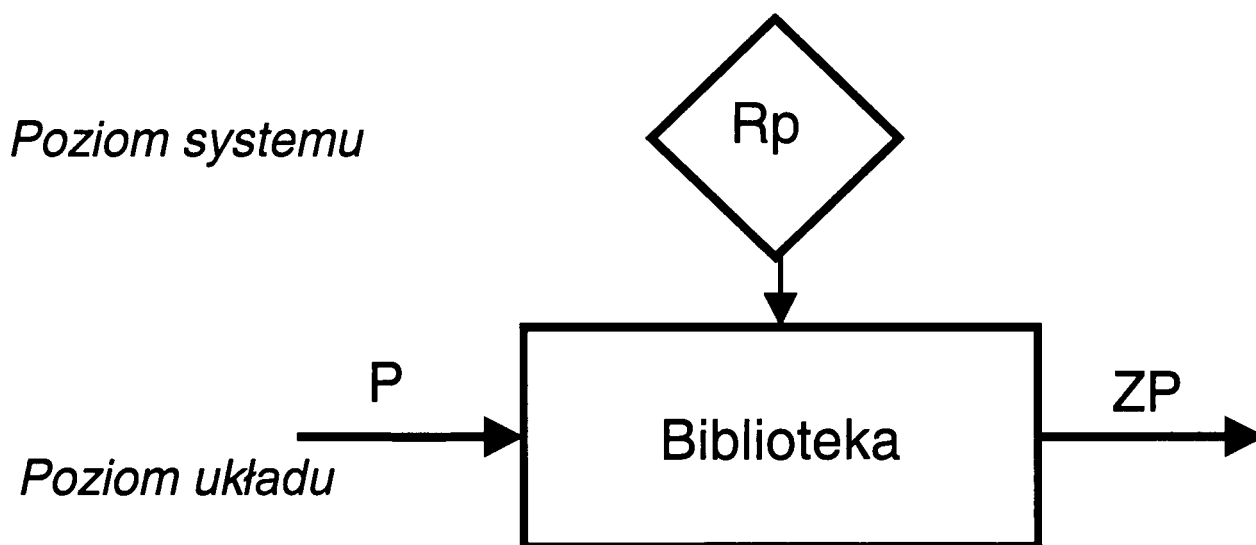 Rp
Poziom systemu
P
ZP
Biblioteka
Poziom układu